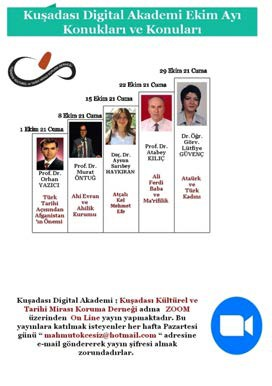 Kuşadası Digital Akademi Ekim Ayı
Konukları ve Konuları
29 Ekim 21 Cuma
22 Ekim 21 Cuma
15 Ekim 21 Cuma
8 Ekim 21 Cuma
1 Ekim 21 Cuma
Prof. Dr.
Orhan
YAZICI
Türk
Tarihi
Açısından
Afganistan
'ın Önemi
Prof. Dr.
Murat
ÖNTUĞ
Ahi Evran
ve
Ahilik
Kurumu
Doç. Dr.
Aysun
Sarıbey
HAYKIRAN
Atçalı
Kel
Mehmet
Efe
Prof. Dr.
Atabey
KILIÇ
Ali
Ferdi
Baba
ve
Ma'rifilik
Dr. Öğr.
Görv.
Lütfiye
GÜVENÇ
Atatürk
ve
Türk
Kadını
Kuşadası Digital Akademi ; Kuşadası Kültürel ve
Tarihi Mirası Koruma Derneği adına ZOOM
üzerinden On Line yayın yapmaktadır. Bu
yayınlara katılmak isteyenler her hafta Pazartesi
günü " mahmutokcesiz@hotmail.com " adresine
e-mail göndererek yayın şifresi almak
zorundadırlar.